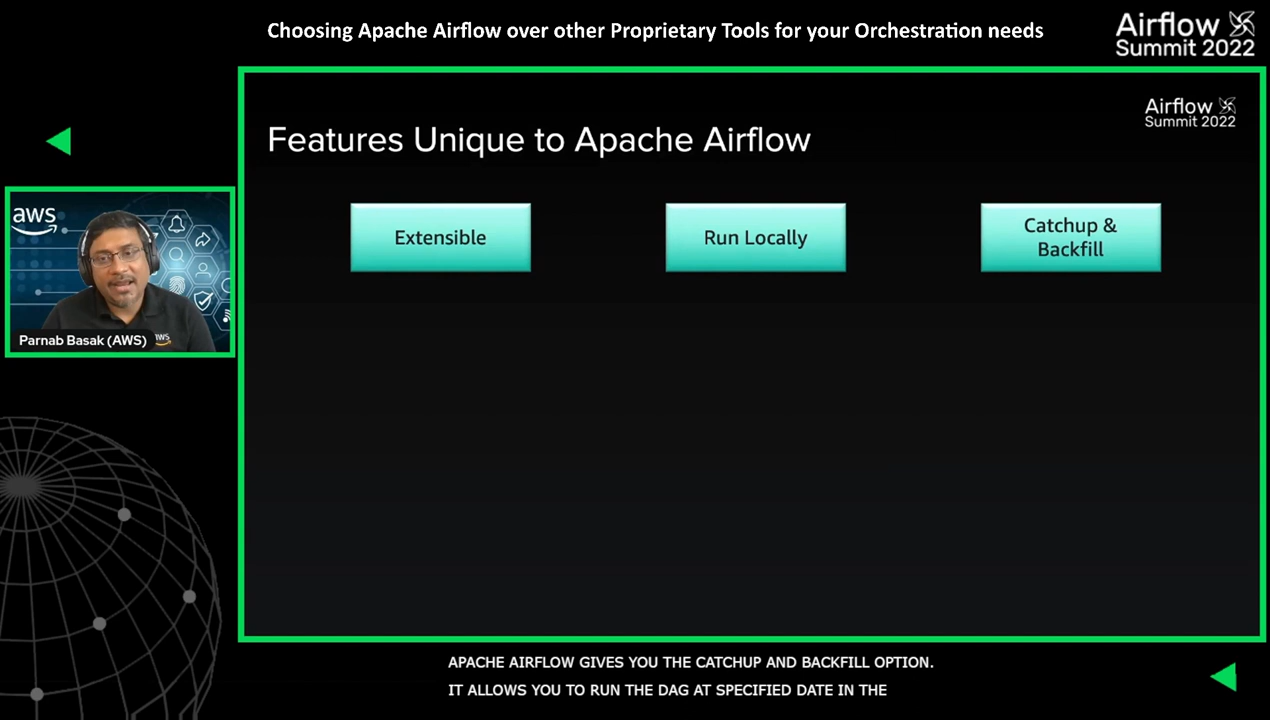 Choosing Apache Airflow over other Proprietary Tools for your Orchestration needs
Airflow
Summit 2022
Airflow
Summit 2022
Features Unique to Apache Airflow
Extensible
Run Locally
Catchup &
Backfill
aws
aws
Parnab Basak (AWS)
APACHE AIRFLOW GIVES YOU THE CATCHUP AND BACKFILL OPTION.
IT ALLOWS YOU TO RUN THE DAG AT SPECIFIED DATE IN THE